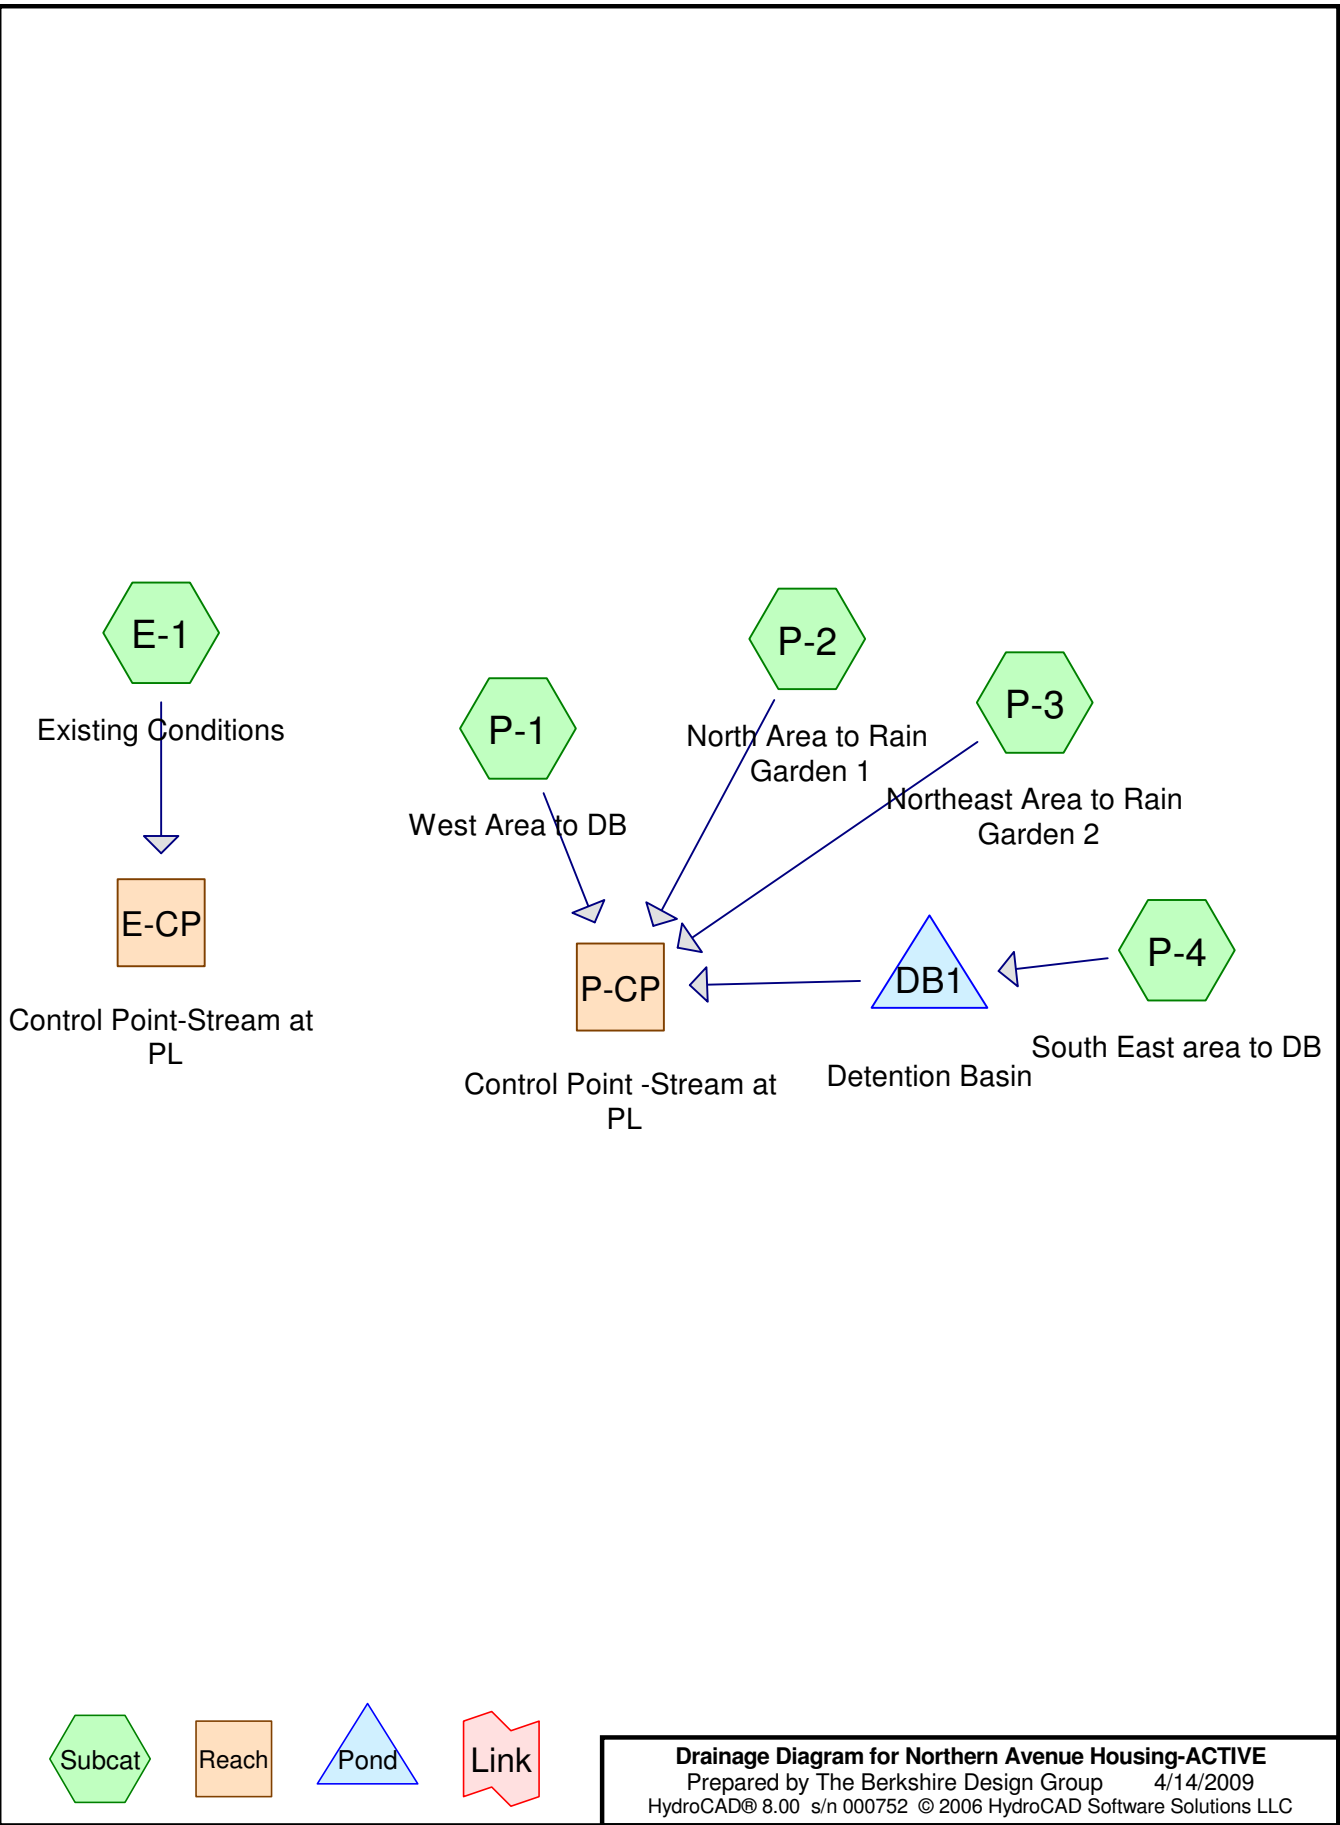 E-1
Existing Conditions
E-CP
Control Point-Stream at
PL
P-1
West Area to DB
P-2
North Area to Rain
Garden 1
P-3
Northeast Area to Rain
Garden 2
P-CP
Control Point -Stream at
PL
DB1
Detention Basin
P-4
South East area to DB
Subcat
Reach
Pond
Link
Drainage Diagram for Northern Avenue Housing-ACTIVE
Prepared by The Berkshire Design Group 4/14/2009
HydroCAD® 8.00 s/n 000752 © 2006 HydroCAD Software Solutions LLC